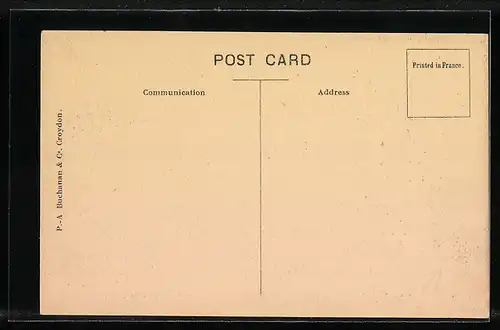 POST CARD
Communication
Address
Printed in France.
P.-A Buchanan & Cº. Croydon.